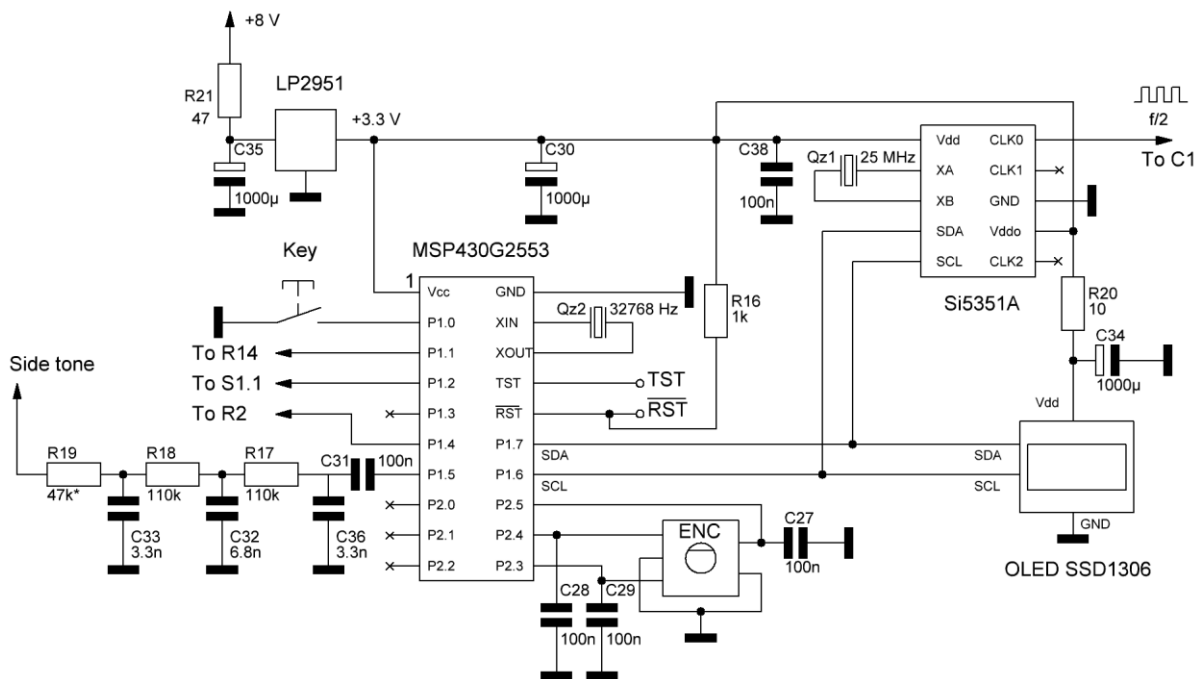 +8 V
LP2951
R21
47
+3.3 V
C35
1000µ
C30
1000µ
C38
100n
Qz1
25 MHz
Vdd
CLK0
XA
CLK1
XB
GND
SDA
Vddo
SCL
CLK2
Si5351A
f/2
To C1
Key
MSP430G2553
1
Vcc
GND
P1.0
XIN
P1.1
XOUT
P1.2
TST
P1.3
RST
P1.4
P1.7
P1.5
P1.6
P2.0
P2.5
P2.1
P2.4
P2.2
P2.3
Qz2
32768 Hz
R16
1k
TST
RST
R20
10
C34
1000µ
Vdd
Side tone
To R14
To S1.1
To R2
R19
47k*
R18
110k
R17
110k
C31
100n
C33
3.3n
C32
6.8n
C36
3.3n
SDA
SCL
SDA
SCL
GND
OLED SSD1306
ENC
C27
100n
C28
100n
C29
100n